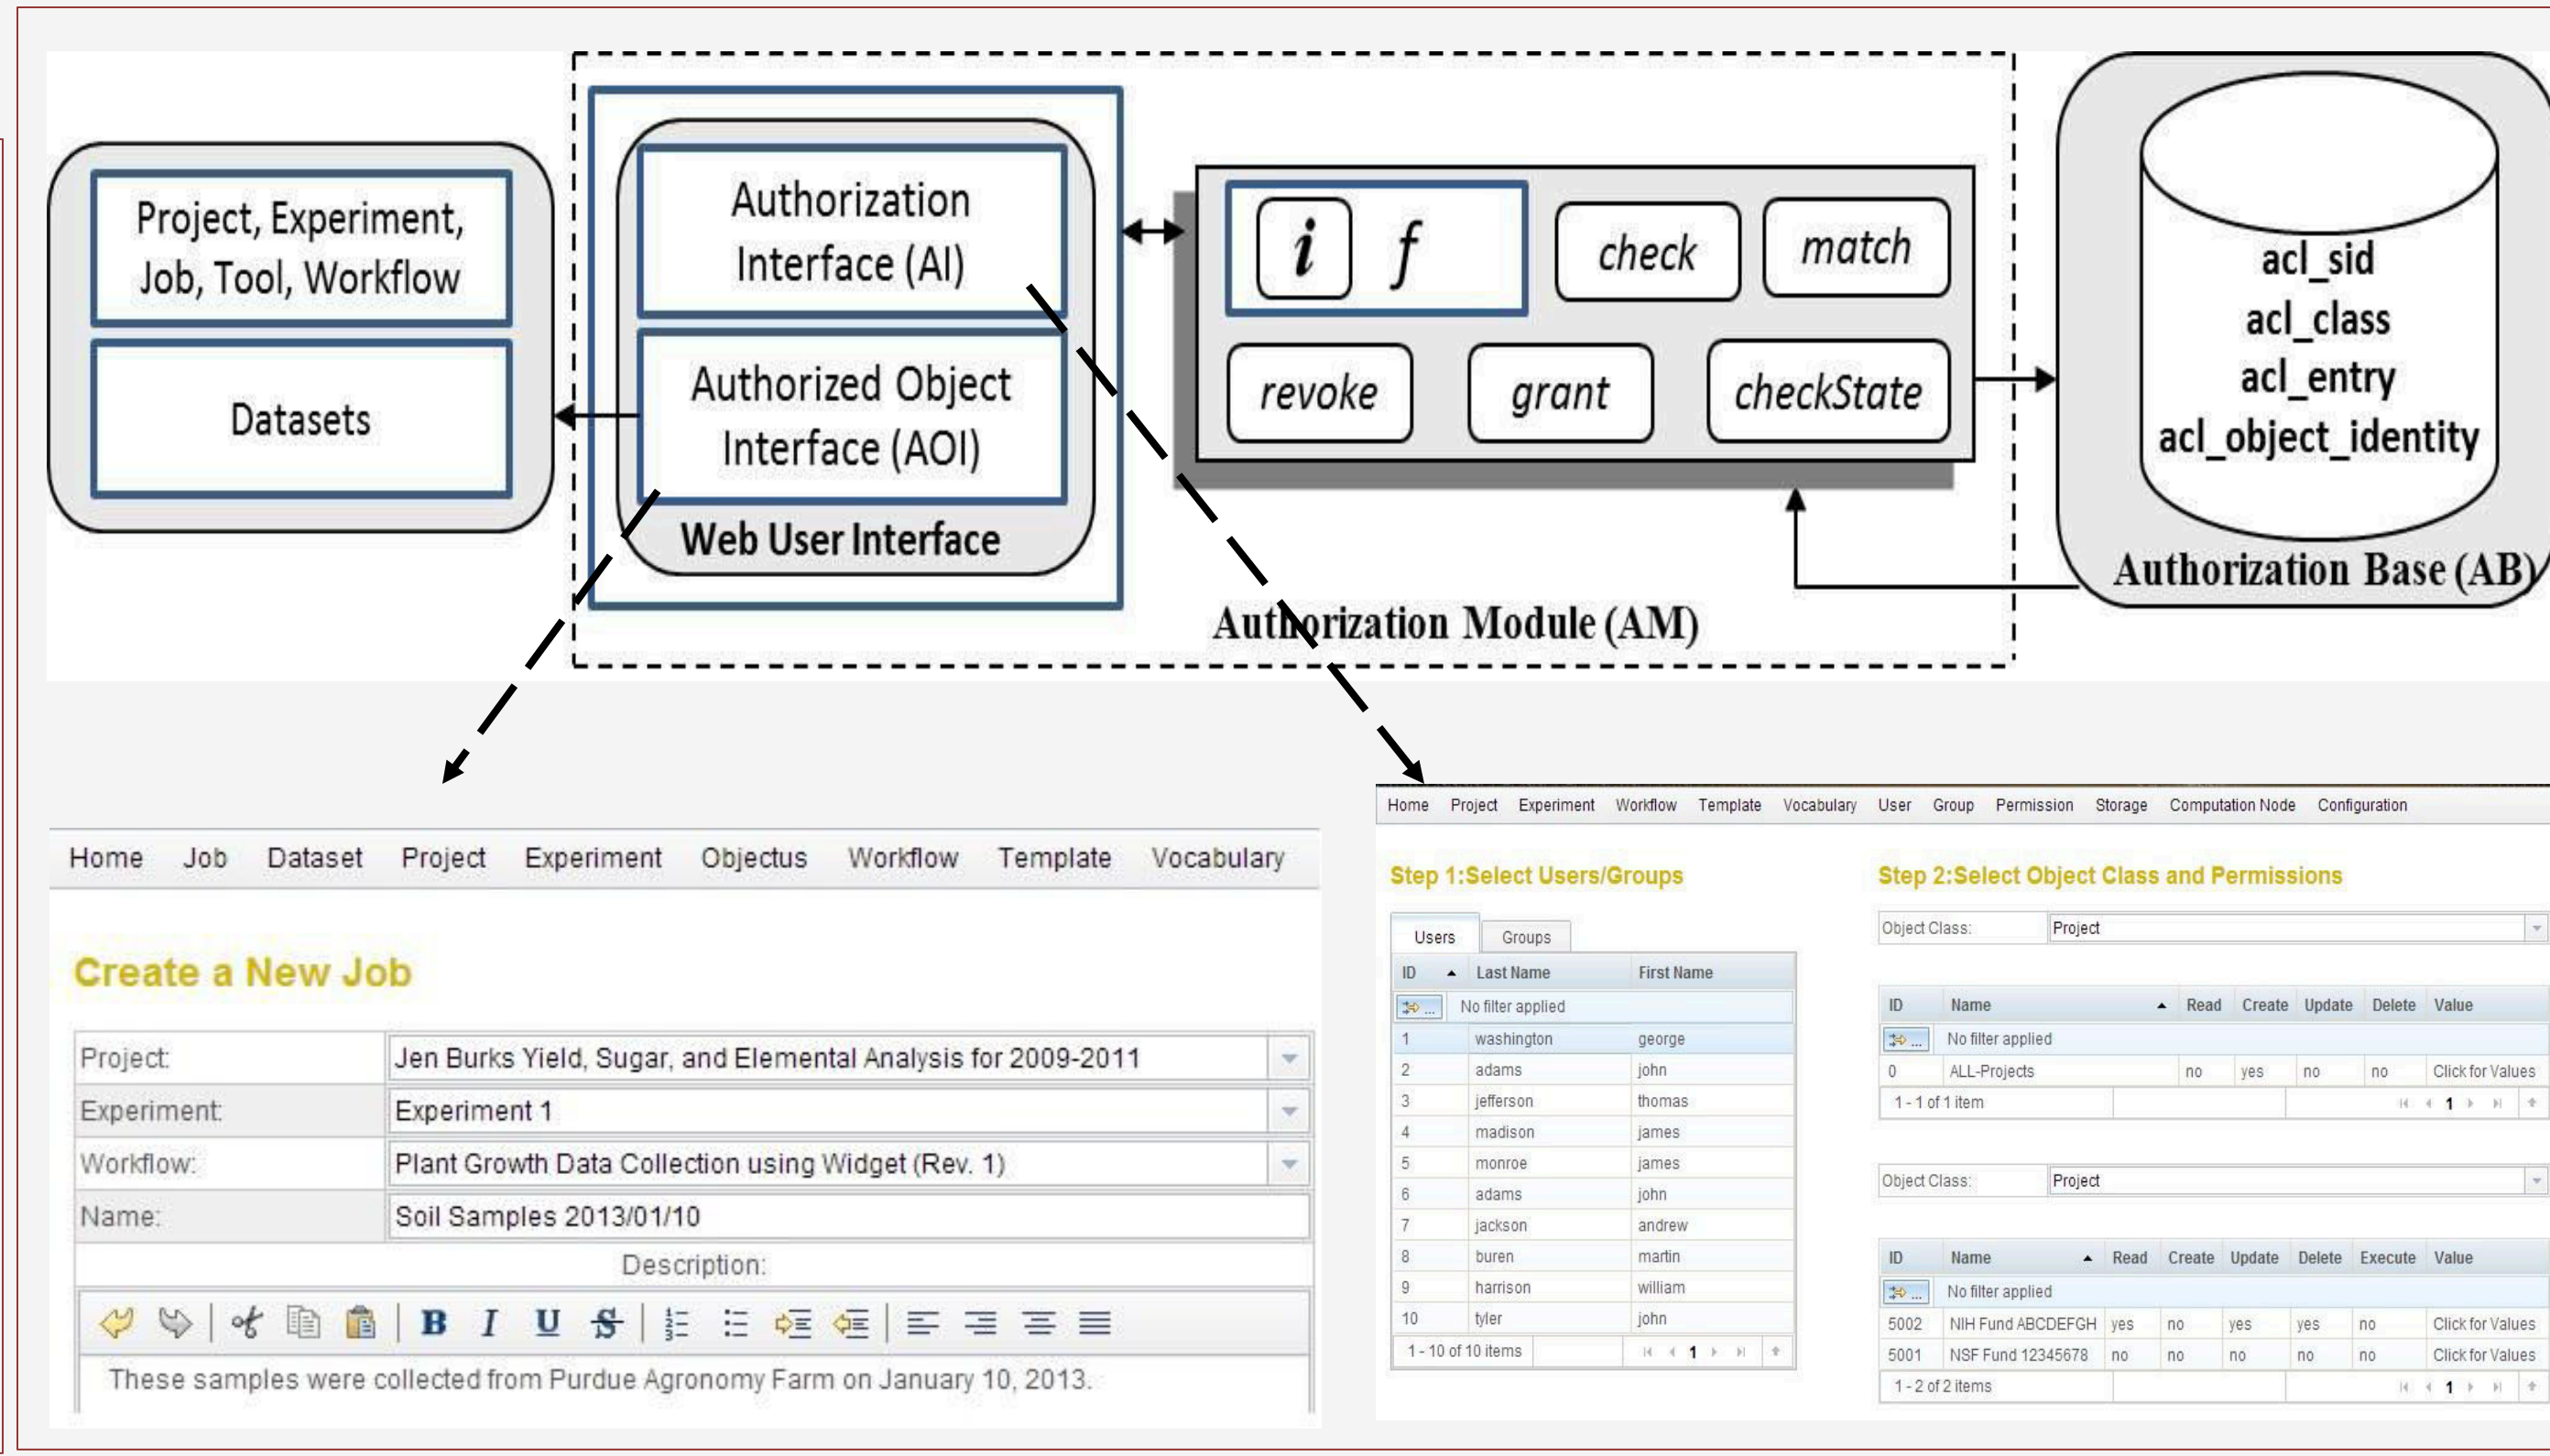 Project, Experiment,
Job, Tool, Workflow
Datasets
Authorization
Interface (AI)
Authorized Object
Interface (AOI)
Web User Interface
i f check match
revoke grant checkState
Authorization Module (AM)
acl_sid
acl_class
acl_entry
acl_object_identity
Authorization Base (AB)
Home Job Dataset Project Experiment Objectus Workflow Template Vocabulary
Create a New Job
Project: Jen Burks Yield, Sugar, and Elemental Analysis for 2009-2011
Experiment: Experiment 1
Workflow: Plant Growth Data Collection using Widget (Rev. 1)
Name: Soil Samples 2013/01/10
Description:
B I U S
These samples were collected from Purdue Agronomy Farm on January 10, 2013.
Home Project Experiment Workflow Template Vocabulary User Group Permission Storage Computation Node Configuration
Step 1:Select Users/Groups
Users Groups
ID Last Name First Name
... No filter applied
1 washington george
2 adams john
3 jefferson thomas
4 madison james
5 monroe james
6 adams john
7 jackson andrew
8 buren martin
9 harrison william
10 tyler john
1 - 10 of 10 items 1
Step 2:Select Object Class and Permissions
Object Class: Project
ID Name Read Create Update Delete Value
... No filter applied
0 ALL-Projects no yes no no Click for Values
1 - 1 of 1 item 1
Object Class: Project
ID Name Read Create Update Delete Execute Value
... No filter applied
5002 NIH Fund ABCDEFGH yes no yes yes no Click for Values
5001 NSF Fund 12345678 no no no no no Click for Values
1 - 2 of 2 items 1